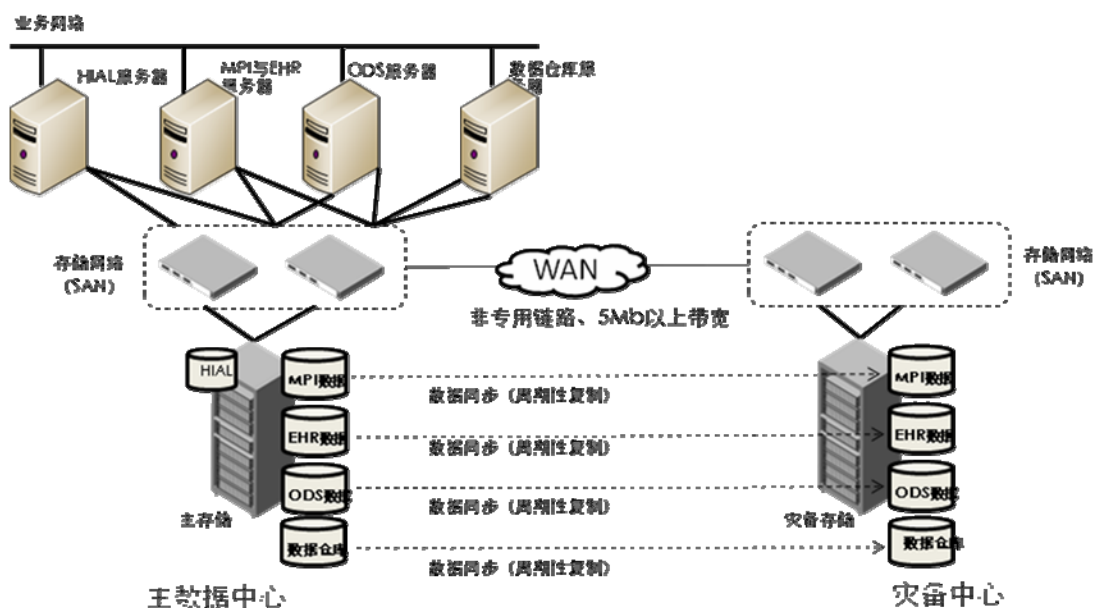 业务网络
HIAL服务器
MPI与EHR
服务器
ODS服务器
数据仓库服
务器
存储网络
(SAN)
WAN
非专用链路、5Mb以上带宽
存储网络
(SAN)
HIAL
MPI数据
数据同步（周期性复制）
MPI数据
EHR数据
数据同步（周期性复制）
EHR数据
ODS数据
数据同步（周期性复制）
ODS数据
主存储
灾备存储
数据仓库
数据同步（周期性复制）
数据仓库
主数据中心
灾备中心